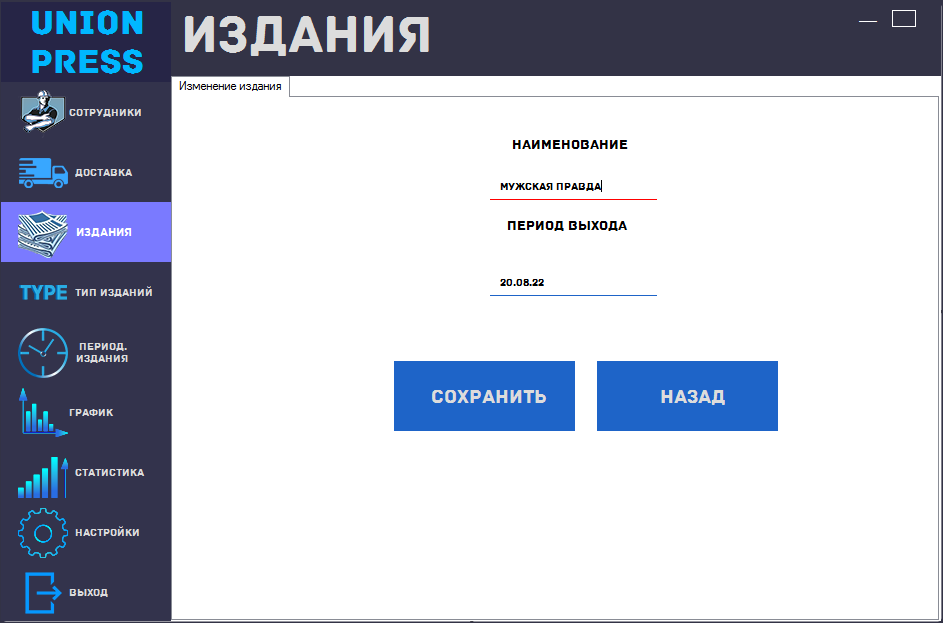 UNION
PRESS
ИЗДАНИЯ
СОТРУДНИКИ
ДОСТАВКА
ИЗДАНИЯ
TYPE ТИП ИЗДАНИЙ
ПЕРИОД.
ИЗДАНИЯ
ГРАФИК
СТАТИСТИКА
НАСТРОЙКИ
ВЫХОД
Изменение издания
НАИМЕНОВАНИЕ
МУЖСКАЯ ПРАВДА
ПЕРИОД ВЫХОДА
20.08.22
СОХРАНИТЬ
НАЗАД